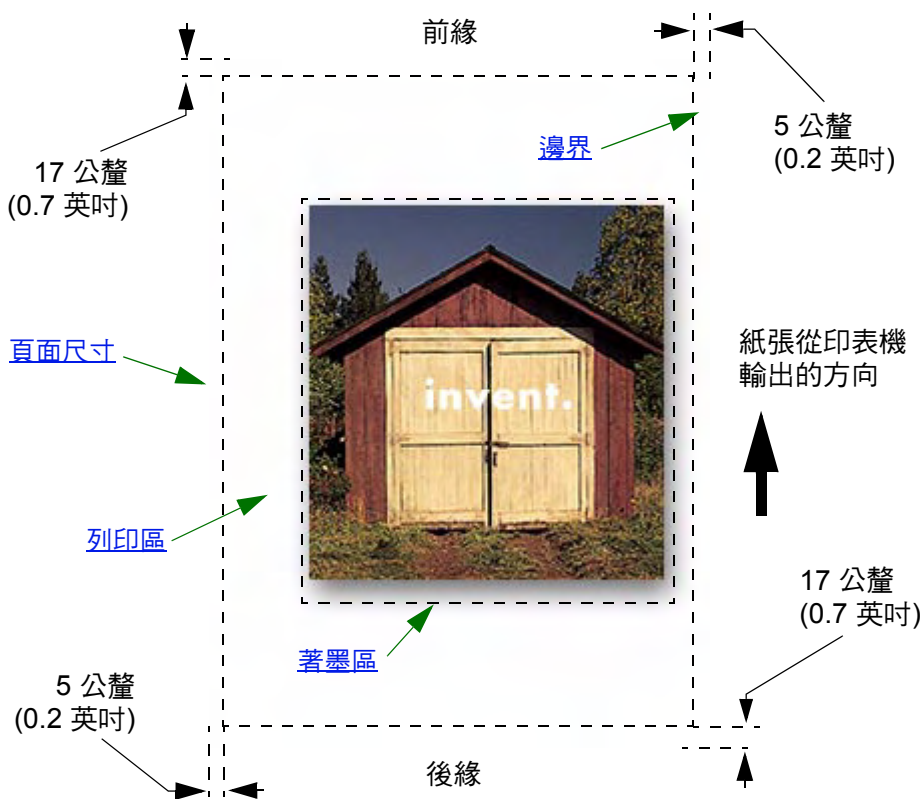 前緣
5 公釐
(0.2 英吋)
邊界
17 公釐
(0.7 英吋)
頁面尺寸
紙張從印表機
輸出的方向
invent.
列印區
17 公釐
(0.7 英吋)
著墨區
5 公釐
(0.2 英吋)
後緣